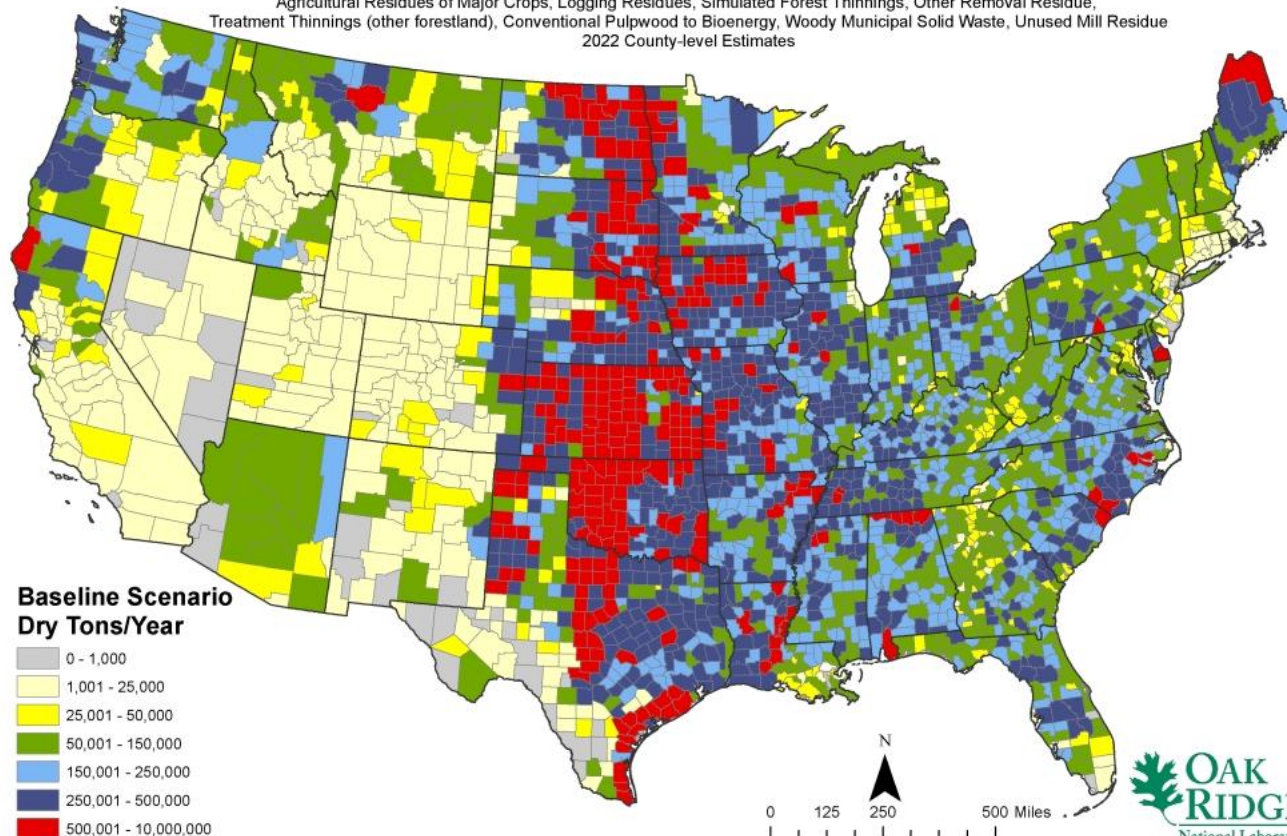 Agricultural Residues of Major Crops, Logging Residues, Simulated Forest Thinnings, Other Removal Residue,
Treatment Thinnings (other forestland), Conventional Pulpwood to Bioenergy, Woody Municipal Solid Waste, Unused Mill Residue
2022 County-level Estimates
Baseline Scenario
Dry Tons/Year
0 - 1,000
1,001 - 25,000
25,001 - 50,000
50,001 - 150,000
150,001 - 250,000
250,001 - 500,000
500,001 - 10,000,000
N
0 125 250 500 Miles
OAK
RIDG
National Labora